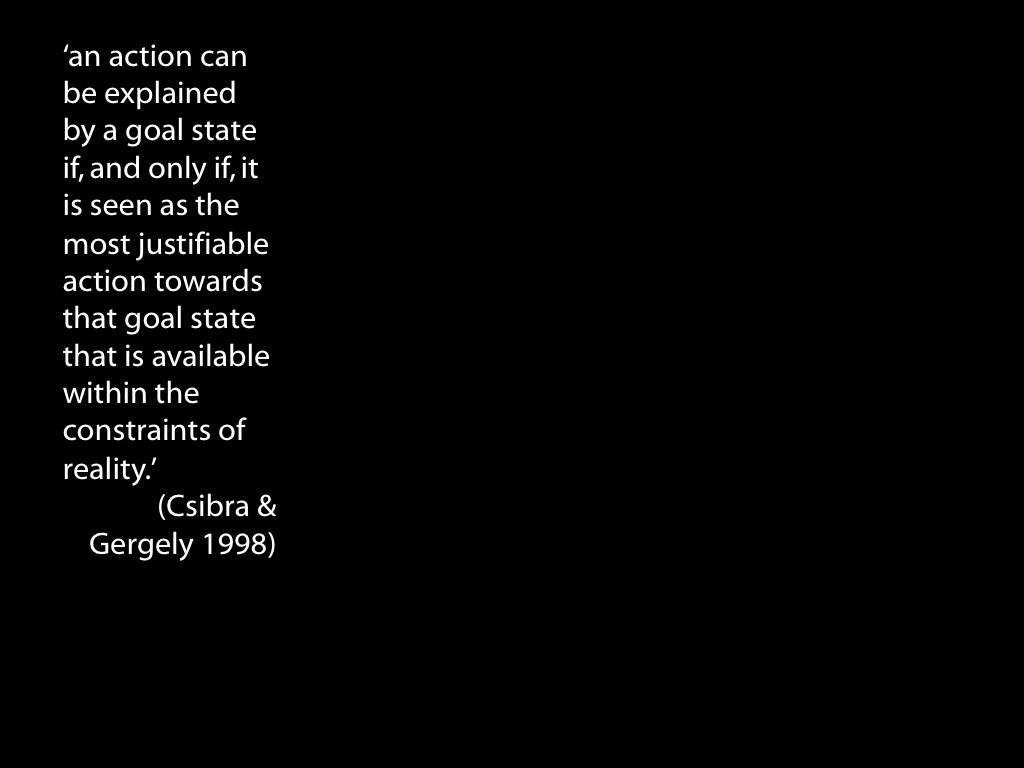 ‘an action can
be explained
by a goal state
if, and only if, it
is seen as the
most justifiable
action towards
that goal state
that is available
within the
constraints of
reality.’
(Csibra &
Gergely 1998)